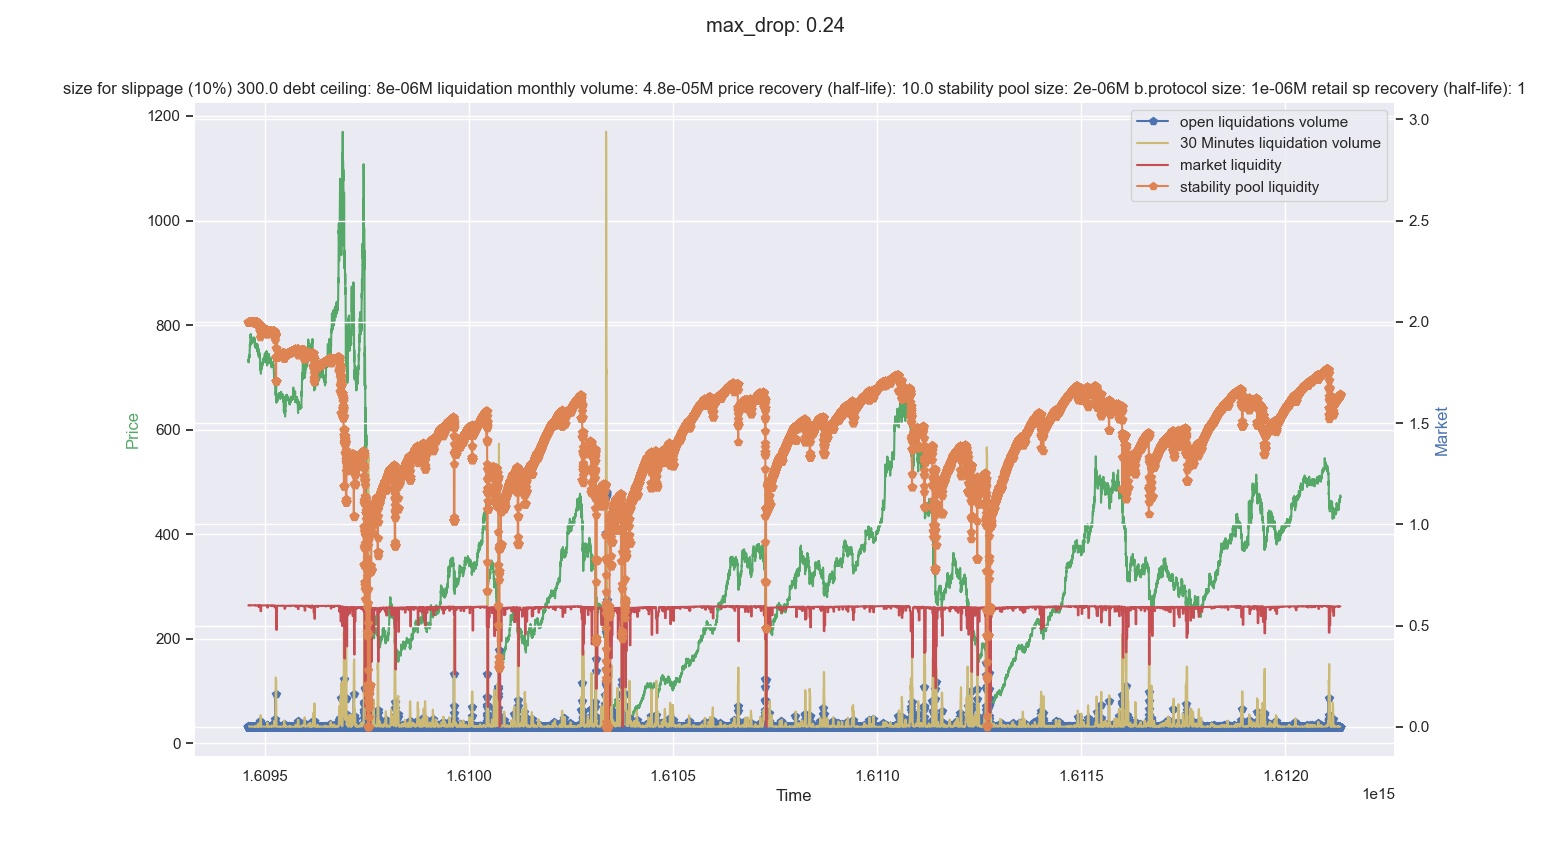 max_drop: 0.24
size for slippage (10%) 300.0 debt ceiling: 8e-06M liquidation monthly volume: 4.8e-05M price recovery (half-life): 10.0 stability pool size: 2e-06M b.protocol size: 1e-06M retail sp recovery (half-life): 1
open liquidations volume
30 Minutes liquidation volume
market liquidity
stability pool liquidity
1200
1000
800
600
400
200
0
Price
3.0
2.5
2.0
1.5
1.0
0.5
0.0
Market
1.6095
1.6100
1.6105
1.6110
1.6115
1.6120
1e15
Time